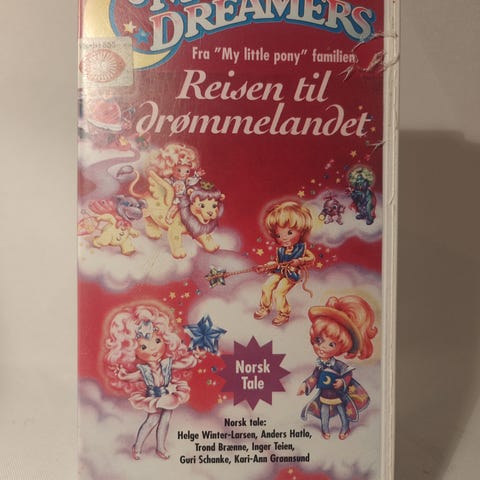 DREAMERS
Fra "My little pony" familien
Reisen til
drømmelandet
Norsk
Tale
Norsk tale:
Helge Winter-Larsen, Anders Hatlo,
Trond Brænne, Inger Teien,
Guri Schanke, Kari-Ann Grønnsund